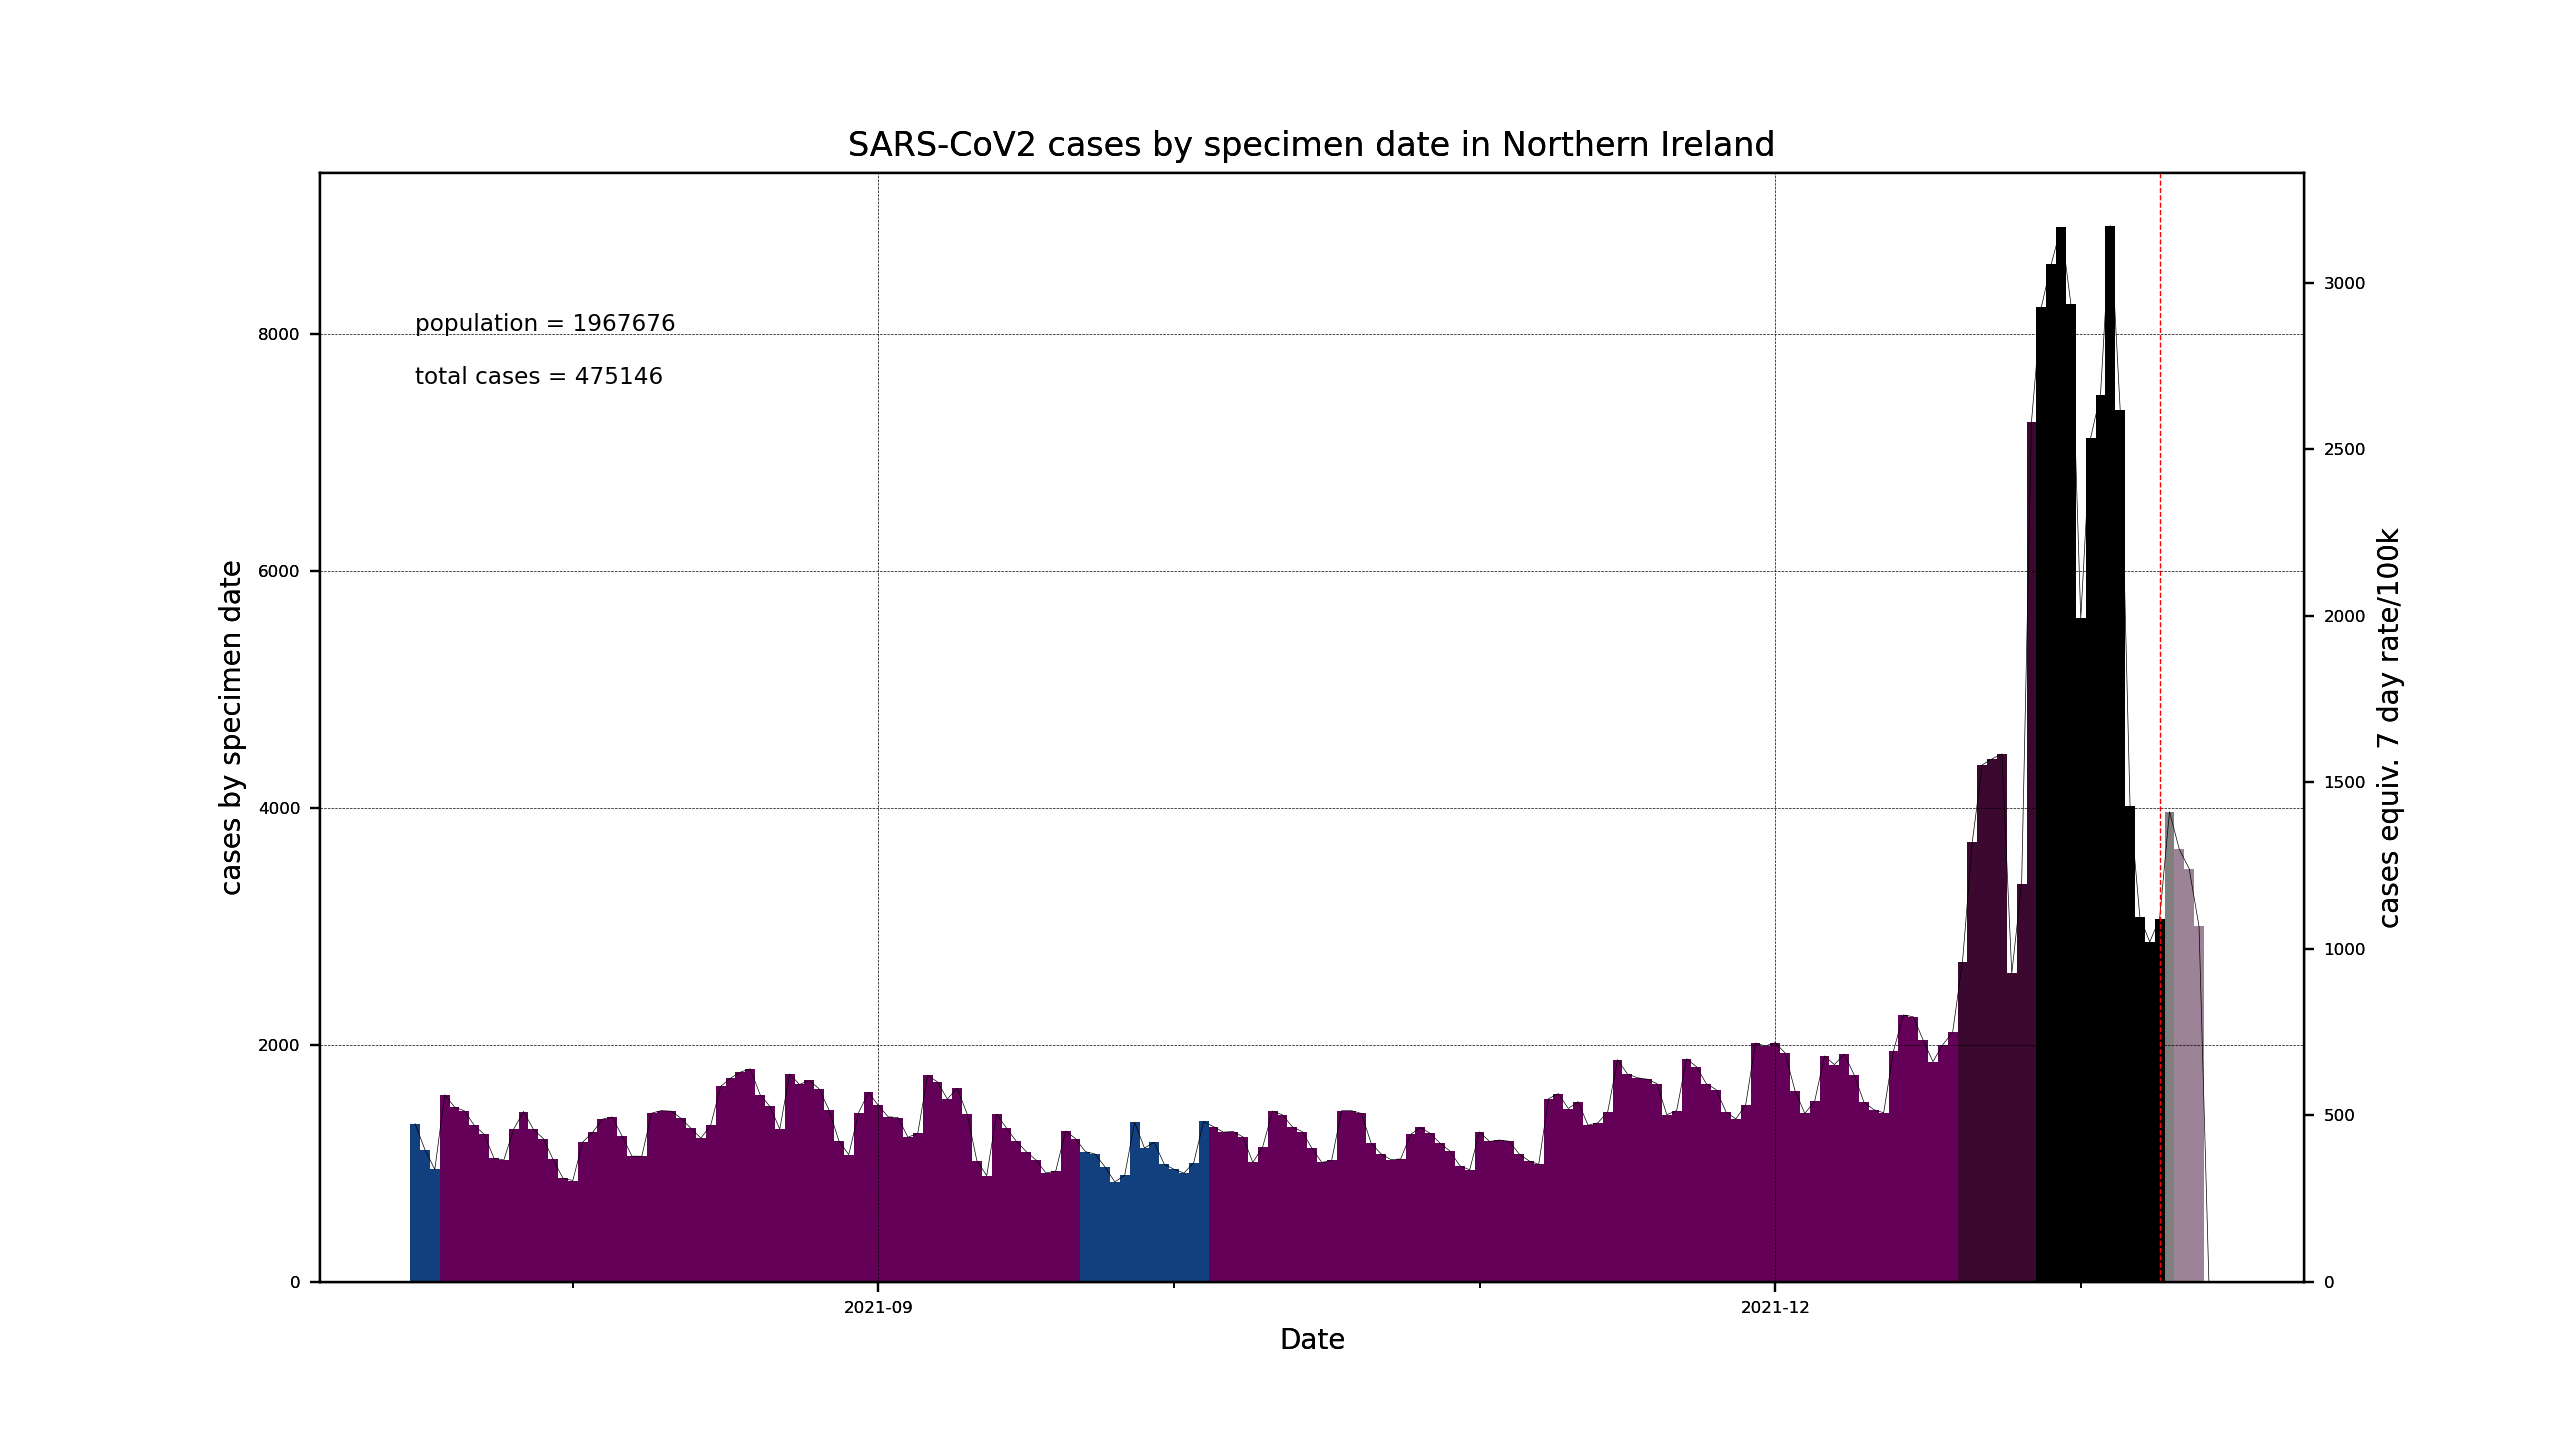 SARS-CoV2 cases by specimen date in Northern Ireland
population = 1967676
total cases = 475146
cases by specimen date
8000
6000
4000
2000
0
3000
2500
2000
1500
1000
500
0
cases equiv. 7 day rate/100k
2021-09
2021-12
Date